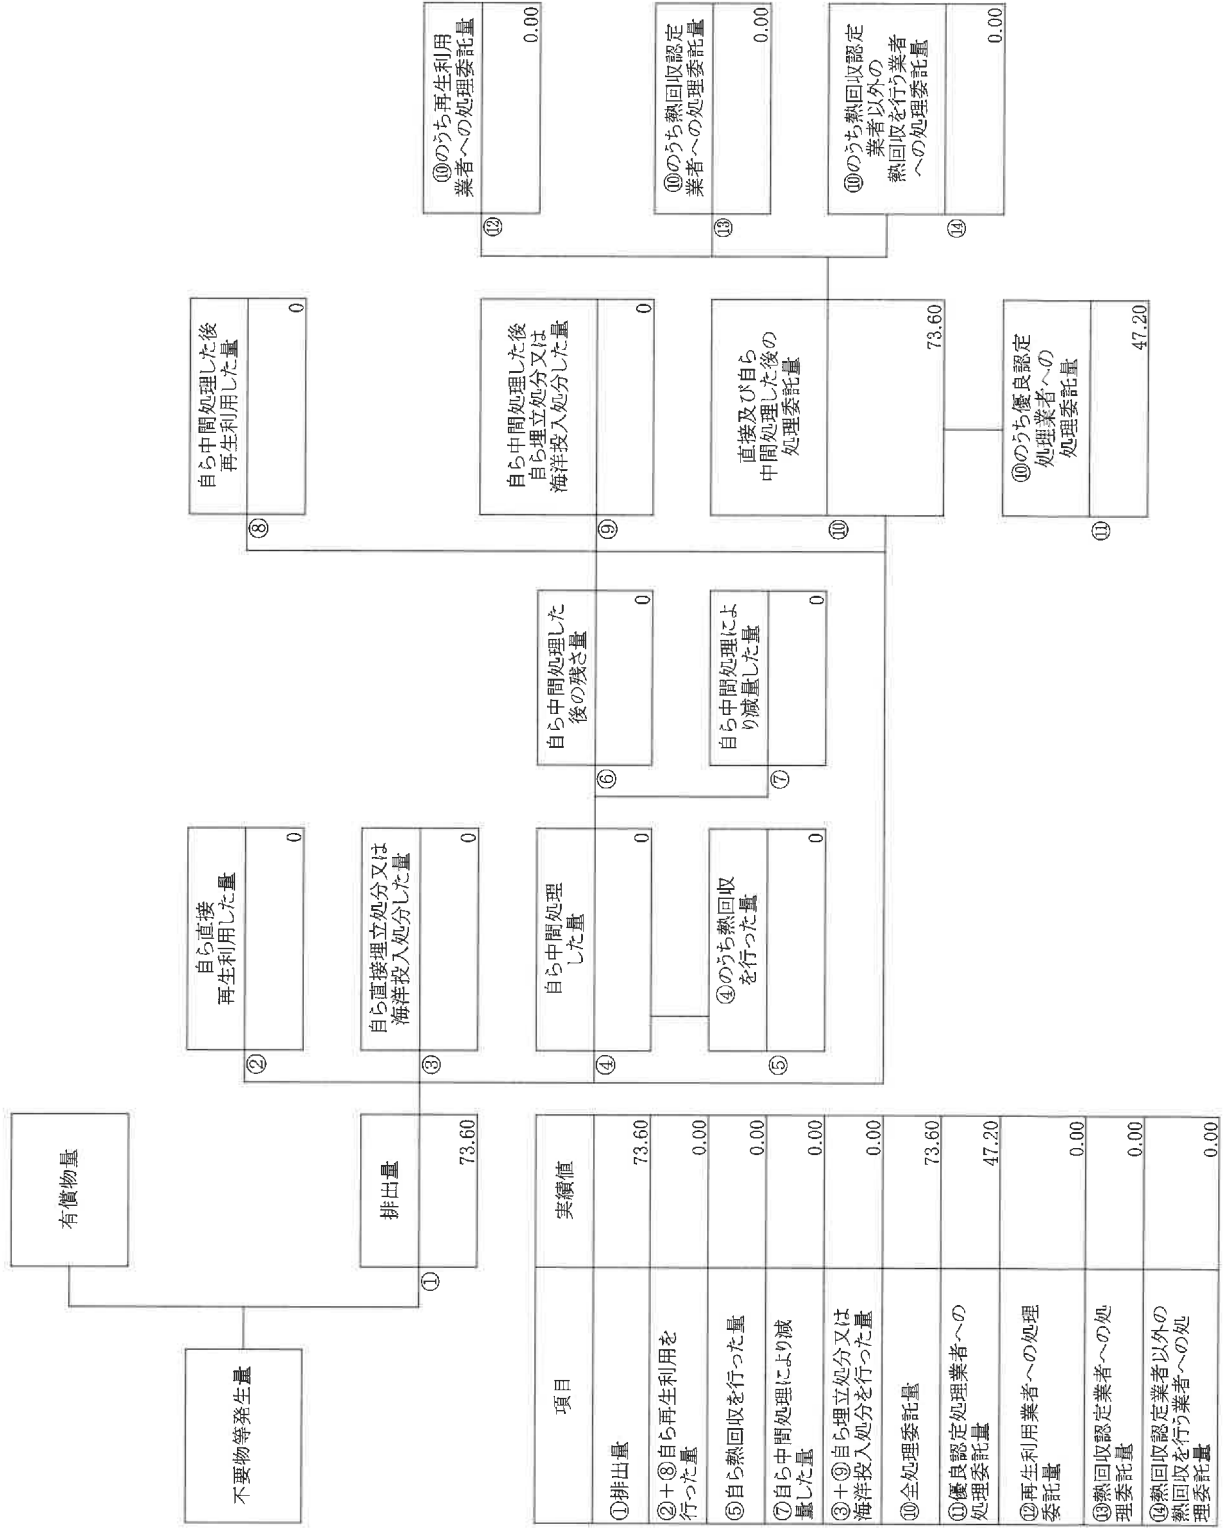 不要物等発生量
有償物量
①
排出量
73.60
②
自ら直接
再生利用した量
0
③
自ら直接埋立処分又は
海洋投入処分した量
0
④
自ら中間処理
した量
0
⑤
④のうち熱回収
を行った量
0
⑥
自ら中間処理した
後の残さ量
0
⑦
自ら中間処理によ
り減量した量
0
⑧
自ら中間処理した後
再生利用した量
0
⑨
自ら中間処理した後
自ら埋立処分又は
海洋投入処分した量
0
⑩
直接及び自ら
中間処理した後の
処理委託量
73.60
⑪
⑩のうち優良認定
処理業者への
処理委託量
47.20
⑫
⑩のうち再生利用
業者への処理委託量
0.00
⑬
⑩のうち熱回収認定
業者への処理委託量
0.00
⑭
⑩のうち熱回収認定
業者以外の
熱回収を行う業者
への処理委託量
0.00
項目 実績値
①排出量 73.60
②+⑧自ら再生利用を
行った量 0.00
⑤自ら熱回収を行った量 0.00
⑦自ら中間処理により減
量した量 0.00
③+⑨自ら埋立処分又は
海洋投入処分を行った量 0.00
⑩全処理委託量 73.60
⑪優良認定処理業者への
処理委託量 47.20
⑫再生利用業者への処理
委託量 0.00
⑬熱回収認定業者への処
理委託量 0.00
⑭熱回収認定業者以外の
熱回収を行う業者への処
理委託量 0.00